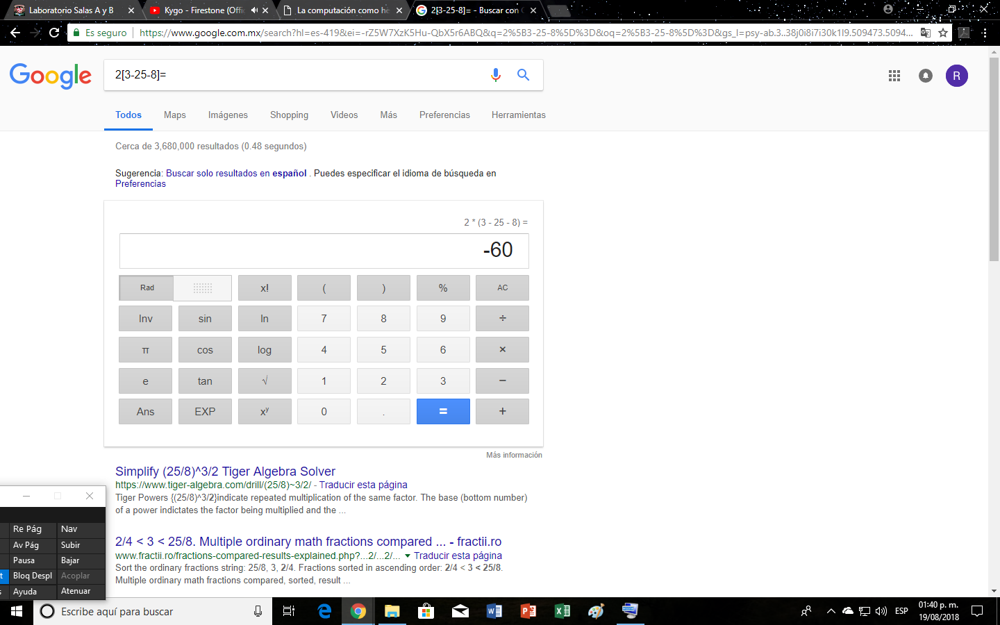 Laboratorio Salas A y B
Kygo - Firestone (Offic
La computación como he
2[3-25-8]= - Buscar con G
Es seguro
https://www.google.com.mx/search?hl=es-419&ei=-rZ5W7XzK5Hu-QbX5r6ABQ&q=2%5B3-25-8%5D%3D&oq=2%5B3-25-8%5D%3D&gs_l=psy-ab.3..38j0i8i7i30k1l9.509473.5094...
Google
2[3-25-8]=
R
Todos
Maps
Imágenes
Shopping
Videos
Más
Preferencias
Herramientas
Cerca de 3,680,000 resultados (0.48 segundos)
Sugerencia: Buscar solo resultados en español . Puedes especificar el idioma de búsqueda en
Preferencias
2 * (3 - 25 - 8) =
-60
Rad
x!
(
)
%
AC
Inv
sin
ln
7
8
9
÷
π
cos
log
4
5
6
×
e
tan
√
1
2
3
−
Ans
EXP
xʸ
0
.
=
+
Más información
Simplify (25/8)^3/2 Tiger Algebra Solver
https://www.tiger-algebra.com/drill/(25/8)~3/2/ - Traducir esta página
Tiger Powers {(25/8)^3/2}indicate repeated multiplication of the same factor. The base (bottom number)
of a power indictates the factor being multiplied and the ...
2/4 < 3 < 25/8. Multiple ordinary math fractions compared ... - fractii.ro
www.fractii.ro/fractions-compared-results-explained.php?...2/...2/... ▼ Traducir esta página
Sort the ordinary fractions string: 25/8, 3, 2/4. Fractions sorted in ascending order: 2/4 < 3 < 25/8.
Multiple ordinary math fractions compared, sorted, result ...
Re Pág
Nav
Av Pág
Subir
Pausa
Bajar
t
Bloq Despl
Acoplar
s
Ayuda
Atenuar
Escribe aquí para buscar
ESP
01:40 p. m.
19/08/2018